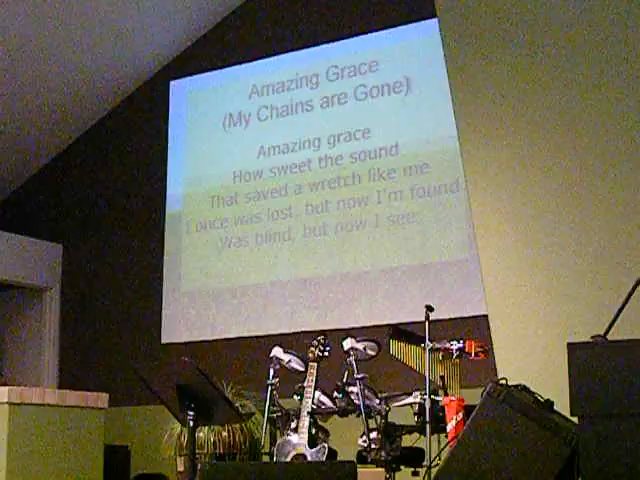 Amazing Grace
(My Chains are Gone)
Amazing grace
How sweet the sound
That saved a wretch like me
I once was lost, but now I'm found
Was blind, but now I see.